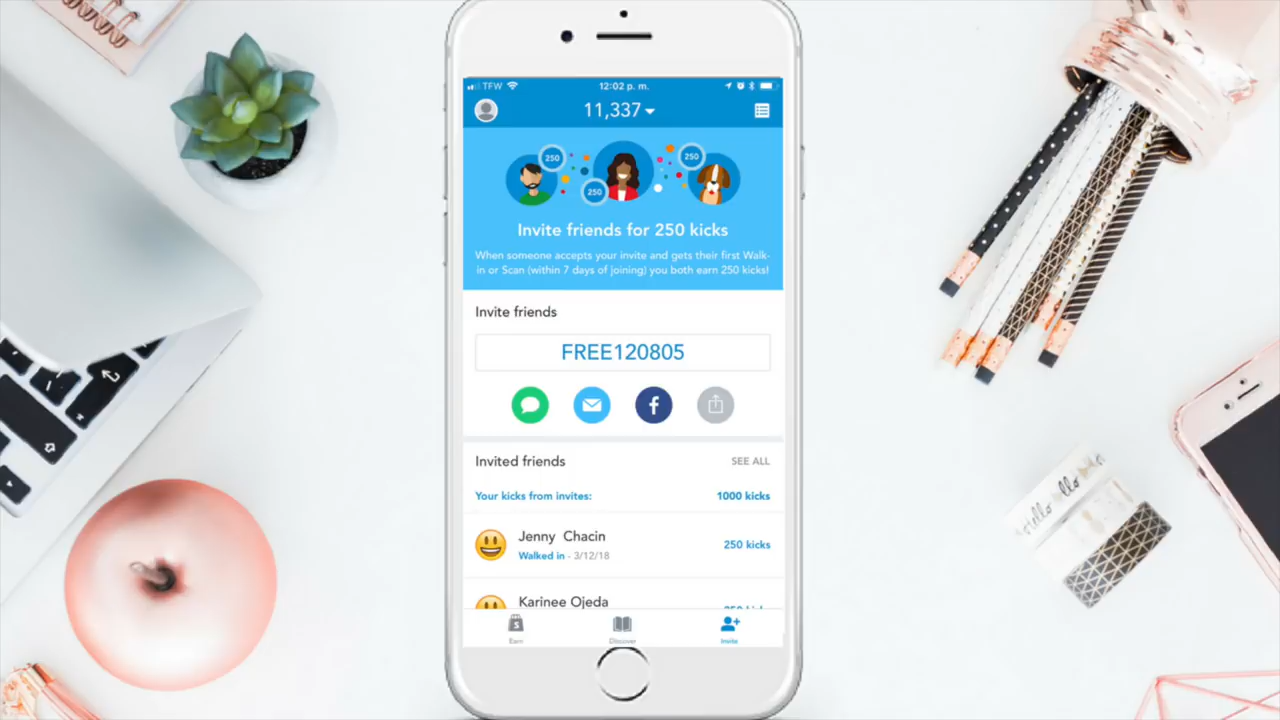 TFW
12:02 p. m.
11,337
250
250
250
Invite friends for 250 kicks
When someone accepts your invite and gets their first Walk-
in or Scan (within 7 days of joining) you both earn 250 kicks!
Invite friends
FREE120805
f
Invited friends
SEE ALL
Your kicks from invites:
1000 kicks
Jenny Chacin
Walked in - 3/12/18
250 kicks
Karinee Ojeda
250 kicks
$
Earn
Discover
Invite
hello